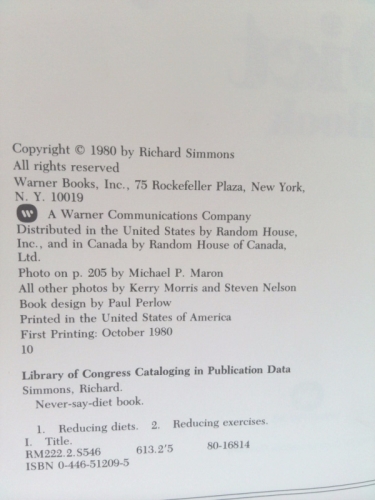 Copyright © 1980 by Richard Simmons
All rights reserved
Warner Books, Inc., 75 Rockefeller Plaza, New York,
N. Y. 10019
W A Warner Communications Company
Distributed in the United States by Random House,
Inc., and in Canada by Random House of Canada,
Ltd.
Photo on p. 205 by Michael P. Maron
All other photos by Kerry Morris and Steven Nelson
Book design by Paul Perlow
Printed in the United States of America
First Printing: October 1980
10
Library of Congress Cataloging in Publication Data
Simmons, Richard.
Never-say-diet book.
1. Reducing diets. 2. Reducing exercises.
I. Title.
RM222.2.S546 613.2'5 80-16814
ISBN 0-446-51209-5